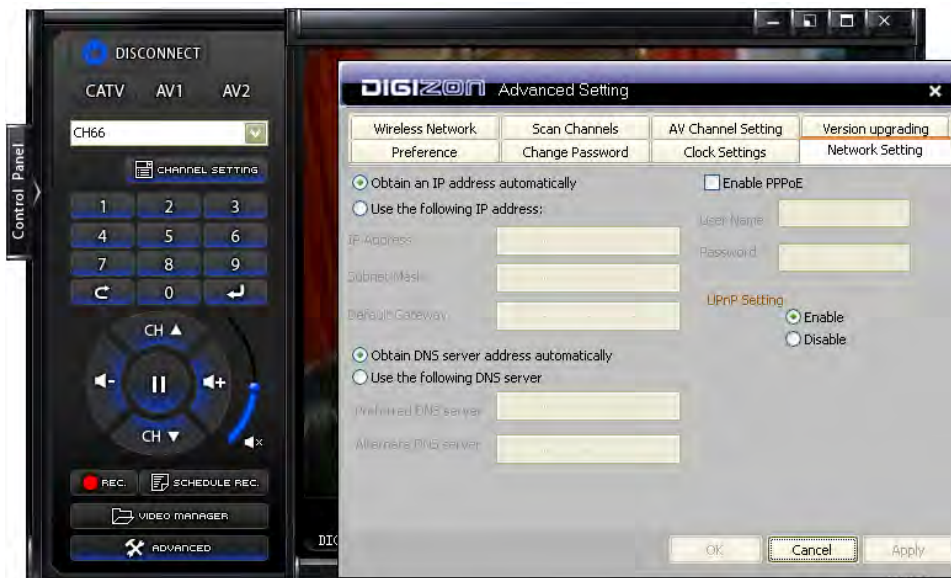 Control Panel
DISCONNECT
CATV AV1 AV2
CH66
CHANNEL SETTING
1 2 3
4 5 6
7 8 9
0
CH
- +
CH
REC. SCHEDULE REC.
VIDEO MANAGER
ADVANCED
DIG
DIGIZON Advanced Setting
Wireless Network Scan Channels AV Channel Setting Version upgrading
Preference Change Password Clock Settings Network Setting
Obtain an IP address automatically
Use the following IP address:
IP Address
Subnet Mask
Default Gateway
Obtain DNS server address automatically
Use the following DNS server
Preferred DNS server
Alternate DNS server
Enable PPPoE
User Name
Password
UPnP Setting
Enable
Disable
OK Cancel Apply